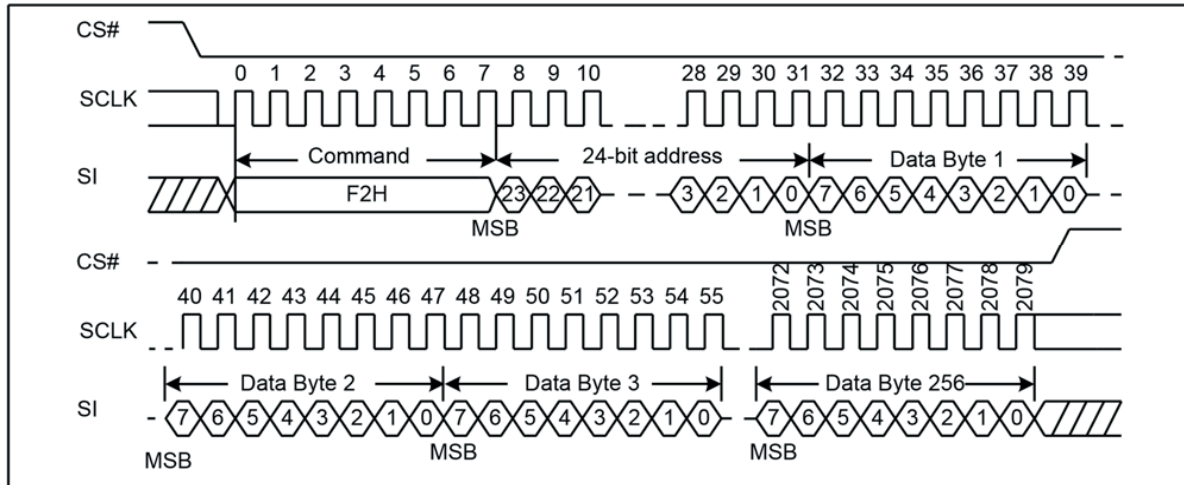 CS#
0 1 2 3 4 5 6 7 8 9 10 28 29 30 31 32 33 34 35 36 37 38 39
SCLK
Command 24-bit address Data Byte 1
SI
F2H 23 22 21 3 2 1 0 7 6 5 4 3 2 1 0
MSB MSB
CS#
40 41 42 43 44 45 46 47 48 49 50 51 52 53 54 55 2072 2073 2074 2075 2076 2077 2078 2079
SCLK
Data Byte 2 Data Byte 3 Data Byte 256
SI
7 6 5 4 3 2 1 0 7 6 5 4 3 2 1 0 7 6 5 4 3 2 1 0
MSB MSB MSB